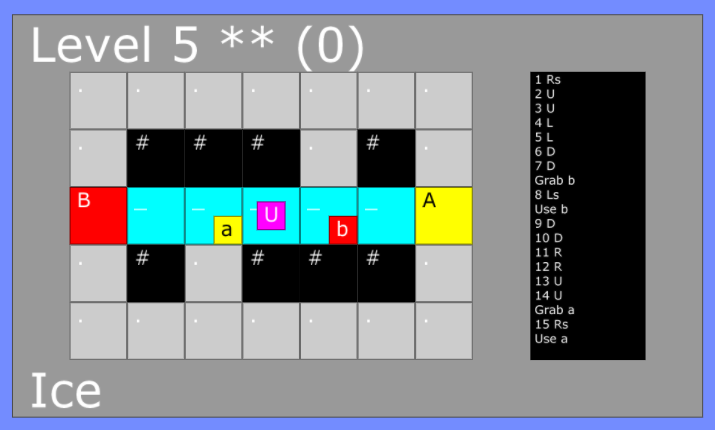 Level 5 ** (0)
. . . . . . .
. # # # . # .
B _ _ a _ U _ b _ A
. # . # # # .
. . . . . . .
Ice
1 Rs
2 U
3 U
4 L
5 L
6 D
7 D
Grab b
8 Ls
Use b
9 D
10 D
11 R
12 R
13 U
14 U
Grab a
15 Rs
Use a